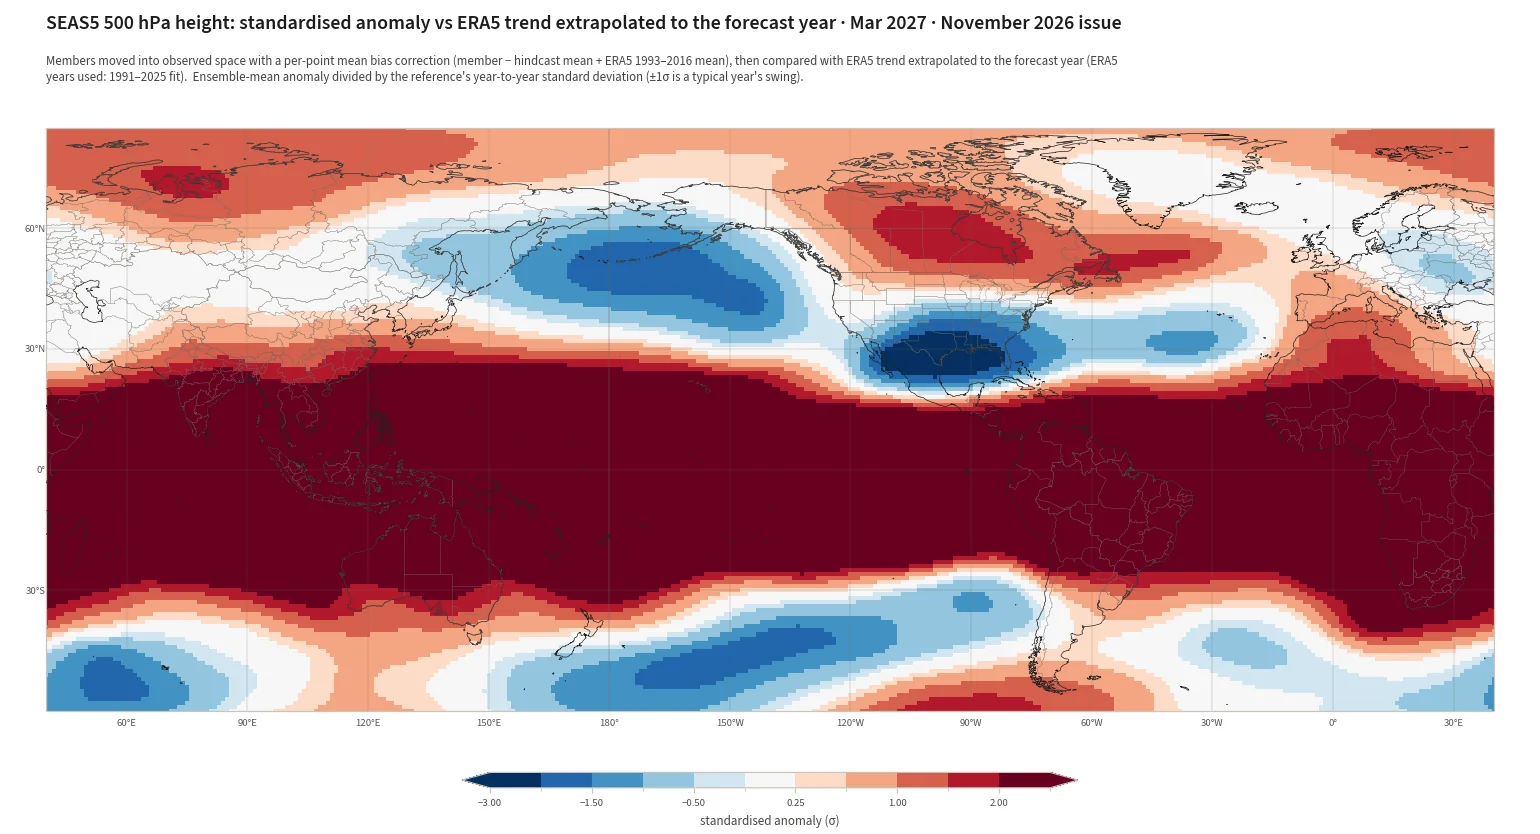 SEAS5 500 hPa height: standardised anomaly vs ERA5 trend extrapolated to the forecast year · Mar 2027 · November 2026 issue
Members moved into observed space with a per-point mean bias correction (member − hindcast mean + ERA5 1993–2016 mean), then compared with ERA5 trend extrapolated to the forecast year (ERA5
years used: 1991–2025 fit). Ensemble-mean anomaly divided by the reference's year-to-year standard deviation (±1σ is a typical year's swing).
60°N
30°N
0°
30°S
60°E 90°E 120°E 150°E 180° 150°W 120°W 90°W 60°W 30°W 0° 30°E
−3.00 −1.50 −0.50 0.25 1.00 2.00
standardised anomaly (σ)